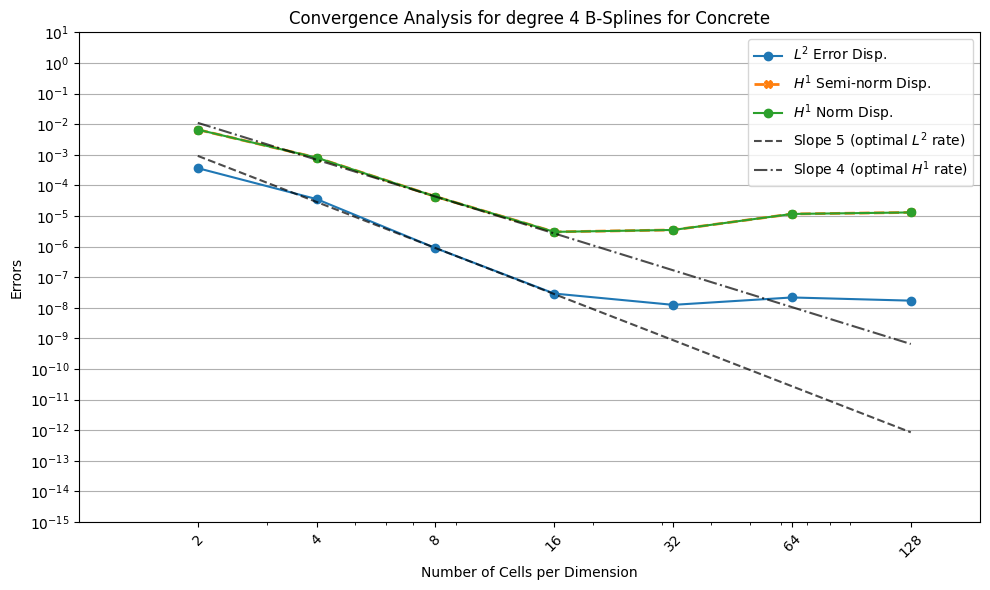 Convergence Analysis for degree 4 B-Splines for Concrete
$L^2$ Error Disp.
$H^1$ Semi-norm Disp.
$H^1$ Norm Disp.
Slope 5 (optimal $L^2$ rate)
Slope 4 (optimal $H^1$ rate)
Errors
$10^{1}$
$10^{0}$
$10^{-1}$
$10^{-2}$
$10^{-3}$
$10^{-4}$
$10^{-5}$
$10^{-6}$
$10^{-7}$
$10^{-8}$
$10^{-9}$
$10^{-10}$
$10^{-11}$
$10^{-12}$
$10^{-13}$
$10^{-14}$
$10^{-15}$
2 4 8 16 32 64 128
Number of Cells per Dimension